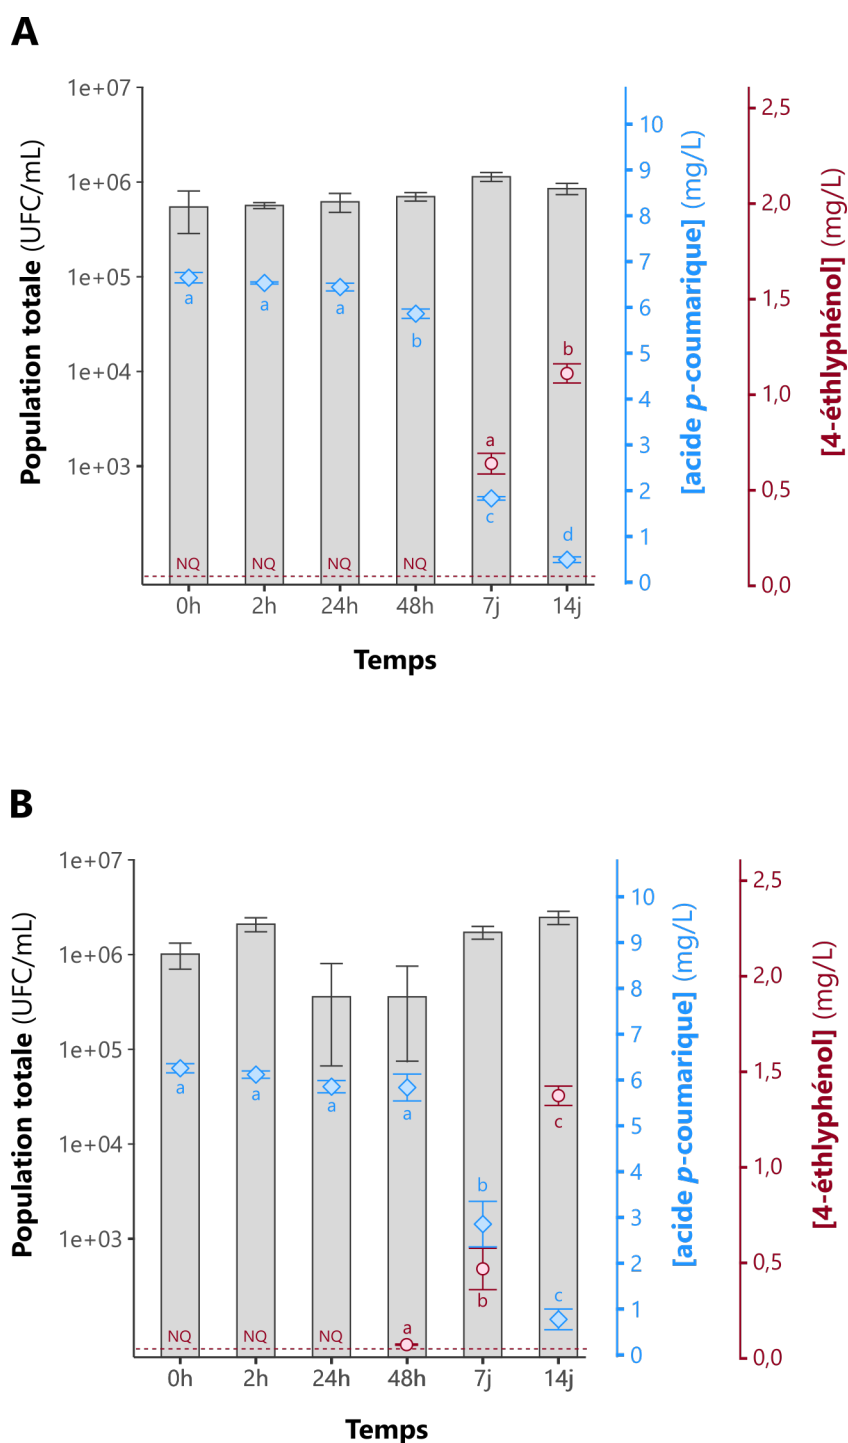 A
1e+07
1e+06
1e+05
1e+04
1e+03
Population totale (UFC/mL)
a
a
a
b
c
d
a
b
NQ
NQ
NQ
NQ
0h
2h
24h
48h
7j
14j
Temps
10
9
8
7
6
5
4
3
2
1
0
[acide p-coumarique] (mg/L)
2,5
2,0
1,5
1,0
0,5
0,0
[4-éthlyphénol] (mg/L)
B
1e+07
1e+06
1e+05
1e+04
1e+03
Population totale (UFC/mL)
a
a
a
a
b
c
a
b
c
NQ
NQ
NQ
0h
2h
24h
48h
7j
14j
Temps
10
9
8
7
6
5
4
3
2
1
0
[acide p-coumarique] (mg/L)
2,5
2,0
1,5
1,0
0,5
0,0
[4-éthlyphénol] (mg/L)